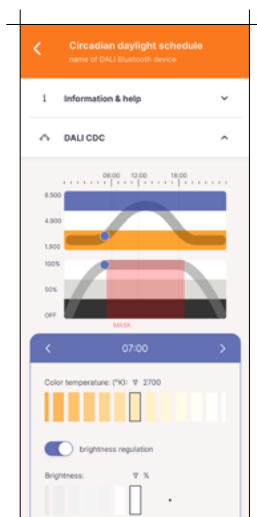 Circadian daylight schedule
name of DALI Bluetooth device
i Information & help
DALI CDC
06:00 12:00 18:00
6.500
4.900
1.900
100%
50%
OFF
MASK
< 07:00 >
Color temperature: (°K): ∇ 2700
brightness regulation
Brightness: ∇ %